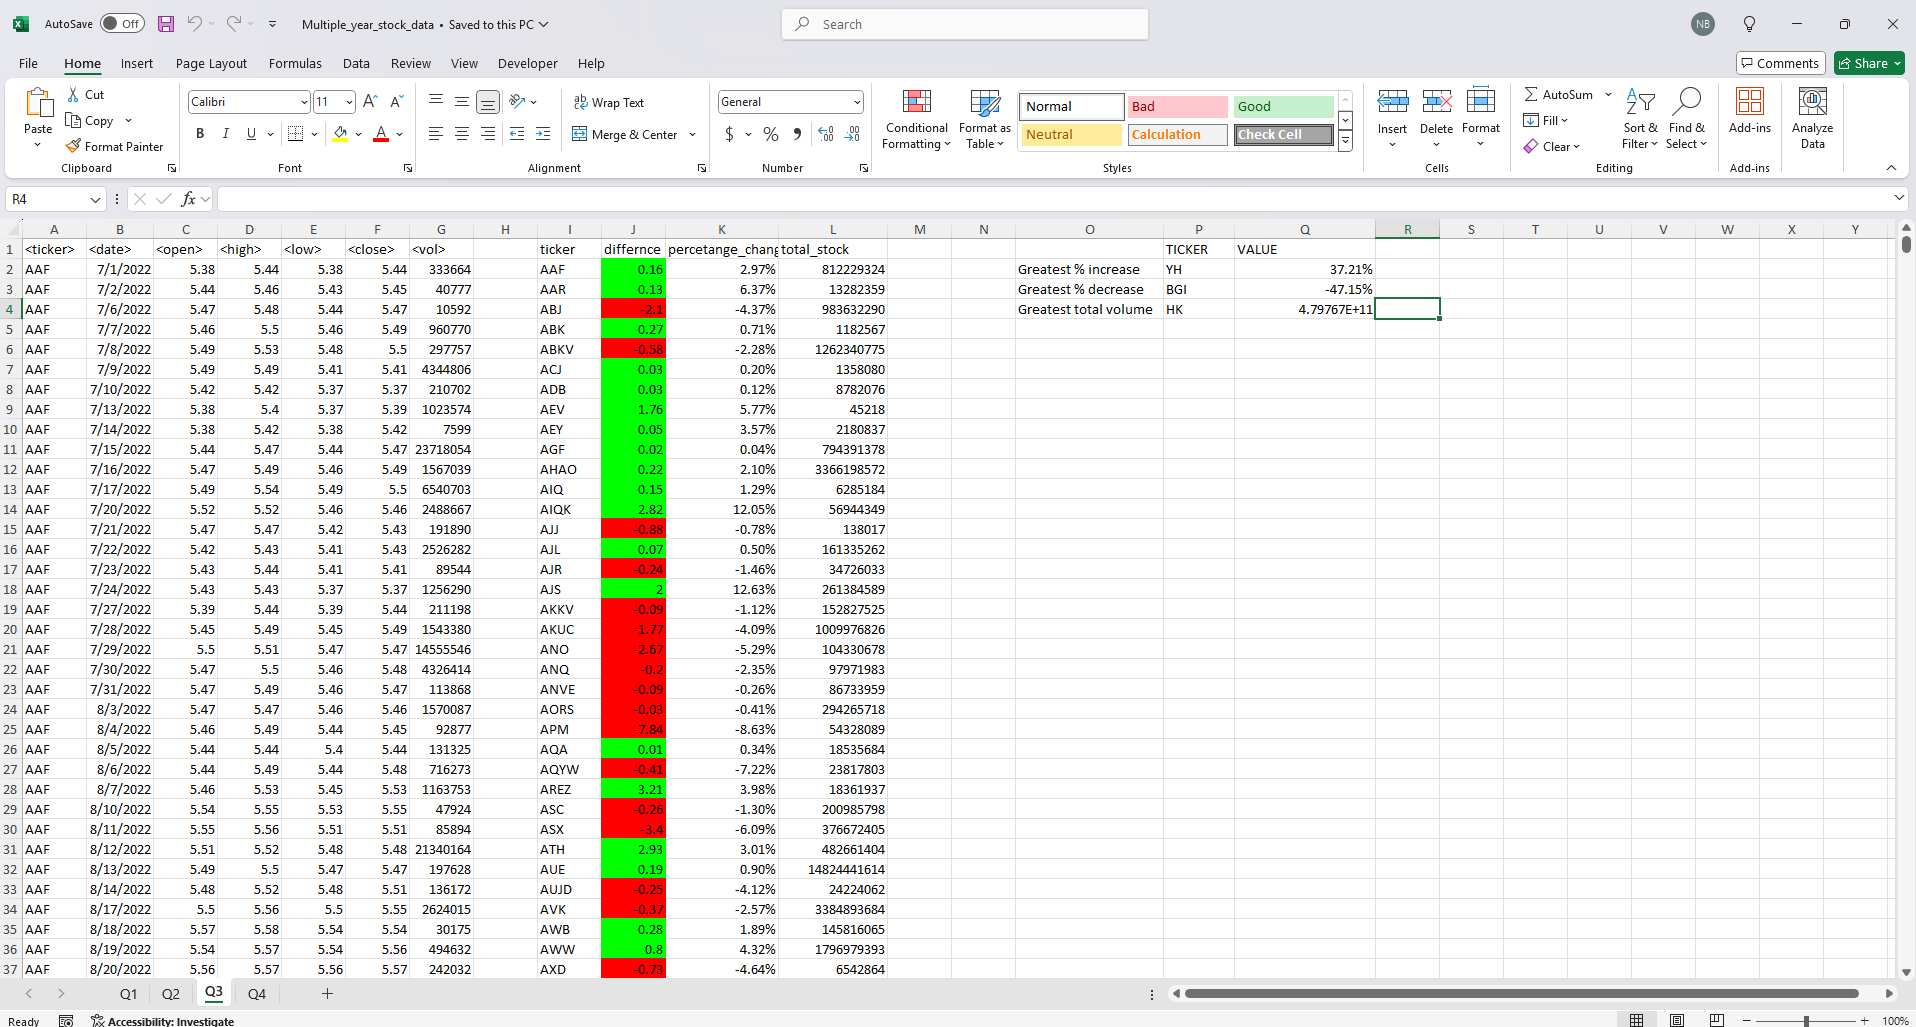 AutoSave Off Multiple_year_stock_data • Saved to this PC Search NB
File Home Insert Page Layout Formulas Data Review View Developer Help Comments Share
Cut Calibri 11 Wrap Text General Normal Bad Good AutoSum
Paste Copy Conditional Formatting Format as Table Insert Delete Format Fill Sort & Filter Find & Select Add-ins Analyze Data
Format Painter B I U Merge & Center $ % Neutral Calculation Check Cell Clear
Clipboard Font Alignment Number Styles Cells Editing Add-ins
R4 fx
A B C D E F G H I J K L M N O P Q R S T U V W X Y
1 <ticker> <date> <open> <high> <low> <close> <vol> ticker differnce percetange_chang total_stock TICKER VALUE
2 AAF 7/1/2022 5.38 5.44 5.38 5.44 333664 AAF 0.16 2.97% 812229324 Greatest % increase YH 37.21%
3 AAF 7/2/2022 5.44 5.46 5.43 5.45 40777 AAR 0.13 6.37% 13282359 Greatest % decrease BGI -47.15%
4 AAF 7/6/2022 5.47 5.48 5.44 5.47 10592 ABJ -2.1 -4.37% 983632290 Greatest total volume HK 4.79767E+11
5 AAF 7/7/2022 5.46 5.5 5.46 5.49 960770 ABK 0.27 0.71% 1182567
6 AAF 7/8/2022 5.49 5.53 5.48 5.5 297757 ABKV -0.58 -2.28% 1262340775
7 AAF 7/9/2022 5.49 5.49 5.41 5.41 4344806 ACJ 0.03 0.20% 1358080
8 AAF 7/10/2022 5.42 5.42 5.37 5.37 210702 ADB 0.03 0.12% 8782076
9 AAF 7/13/2022 5.38 5.4 5.37 5.39 1023574 AEV 1.76 5.77% 45218
10 AAF 7/14/2022 5.38 5.42 5.38 5.42 7599 AEY 0.05 3.57% 2180837
11 AAF 7/15/2022 5.44 5.47 5.44 5.47 23718054 AGF 0.02 0.04% 794391378
12 AAF 7/16/2022 5.47 5.49 5.46 5.49 1567039 AHAO 0.22 2.10% 3366198572
13 AAF 7/17/2022 5.49 5.54 5.49 5.5 6540703 AIQ 0.15 1.29% 6285184
14 AAF 7/20/2022 5.52 5.52 5.46 5.46 2488667 AIQK 2.82 12.05% 56944349
15 AAF 7/21/2022 5.47 5.47 5.42 5.43 191890 AJJ -0.88 -0.78% 138017
16 AAF 7/22/2022 5.42 5.43 5.41 5.43 2526282 AJL 0.07 0.50% 161335262
17 AAF 7/23/2022 5.43 5.44 5.41 5.41 89544 AJR -0.24 -1.46% 34726033
18 AAF 7/24/2022 5.43 5.43 5.37 5.37 1256290 AJS 2 12.63% 261384589
19 AAF 7/27/2022 5.39 5.44 5.39 5.44 211198 AKKV -0.09 -1.12% 152827525
20 AAF 7/28/2022 5.45 5.49 5.45 5.49 1543380 AKUC -1.77 -4.09% 1009976826
21 AAF 7/29/2022 5.5 5.51 5.47 5.47 14555546 ANO -2.67 -5.29% 104330678
22 AAF 7/30/2022 5.47 5.5 5.46 5.48 4326414 ANQ -0.2 -2.35% 97971983
23 AAF 7/31/2022 5.47 5.49 5.46 5.47 113868 ANVE -0.09 -0.26% 86733959
24 AAF 8/3/2022 5.47 5.47 5.46 5.46 1570087 AORS -0.03 -0.41% 294265718
25 AAF 8/4/2022 5.46 5.49 5.44 5.45 92877 APM -7.84 -8.63% 54328089
26 AAF 8/5/2022 5.44 5.44 5.4 5.44 131325 AQA 0.01 0.34% 18535684
27 AAF 8/6/2022 5.44 5.49 5.44 5.48 716273 AQYW -0.41 -7.22% 23817803
28 AAF 8/7/2022 5.46 5.53 5.45 5.53 1163753 AREZ 3.21 3.98% 18361937
29 AAF 8/10/2022 5.54 5.55 5.53 5.55 47924 ASC -0.26 -1.30% 200985798
30 AAF 8/11/2022 5.55 5.56 5.51 5.51 85894 ASX -3.4 -6.09% 376672405
31 AAF 8/12/2022 5.51 5.52 5.48 5.48 21340164 ATH 2.93 3.01% 482661404
32 AAF 8/13/2022 5.49 5.5 5.47 5.47 197628 AUE 0.19 0.90% 14824441614
33 AAF 8/14/2022 5.48 5.52 5.48 5.51 136172 AUJD -0.25 -4.12% 24224062
34 AAF 8/17/2022 5.5 5.56 5.5 5.55 2624015 AVK -0.37 -2.57% 3384893684
35 AAF 8/18/2022 5.57 5.58 5.54 5.54 30175 AWB 0.28 1.89% 145816065
36 AAF 8/19/2022 5.54 5.57 5.54 5.56 494632 AWW 0.8 4.32% 1796979393
37 AAF 8/20/2022 5.56 5.57 5.56 5.57 242032 AXD -0.73 -4.64% 6542864
Q1 Q2 Q3 Q4
Ready Accessibility: Investigate 100%